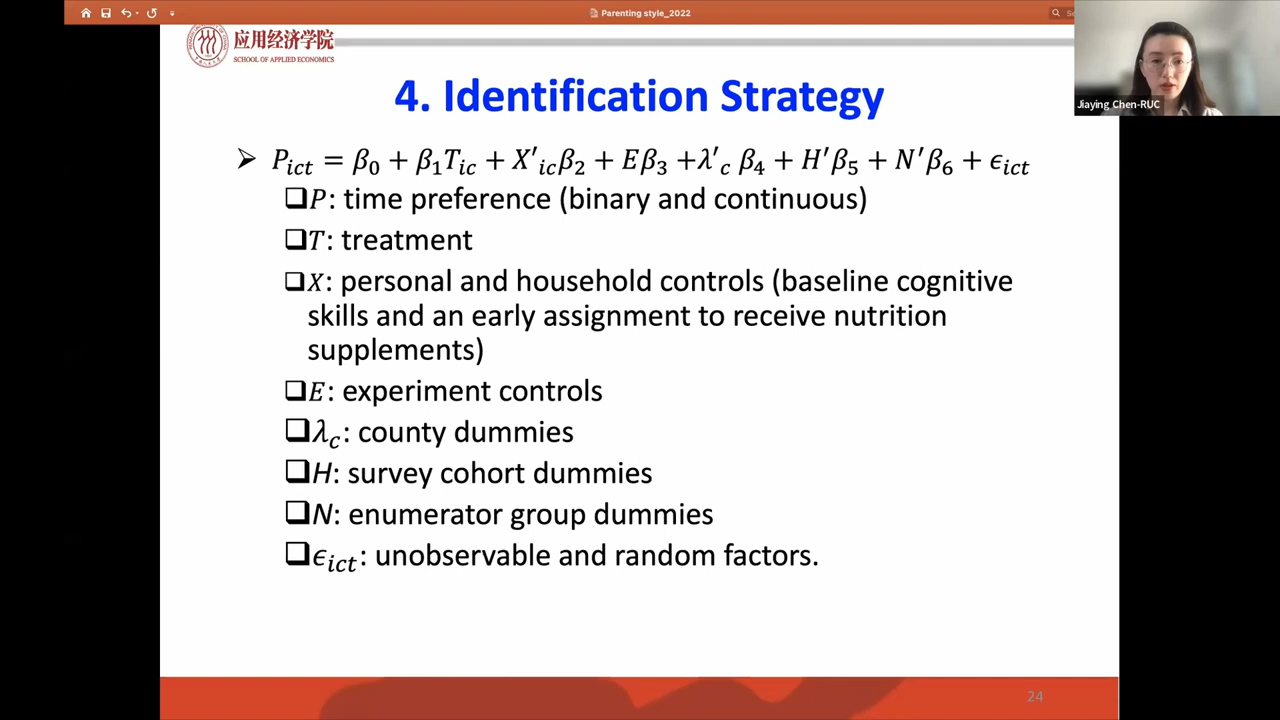 Parenting style_2022
应用经济学院
SCHOOL OF APPLIED ECONOMICS
Jiaying Chen-RUC
4. Identification Strategy
➢ P_ict = β_0 + β_1T_ic + X′_icβ_2 + Eβ_3 +λ′_c β_4 + H′β_5 + N′β_6 + ϵ_ict
❑P: time preference (binary and continuous)
❑T: treatment
❑X: personal and household controls (baseline cognitive
skills and an early assignment to receive nutrition
supplements)
❑E: experiment controls
❑λ_c: county dummies
❑H: survey cohort dummies
❑N: enumerator group dummies
❑ϵ_ict: unobservable and random factors.
24